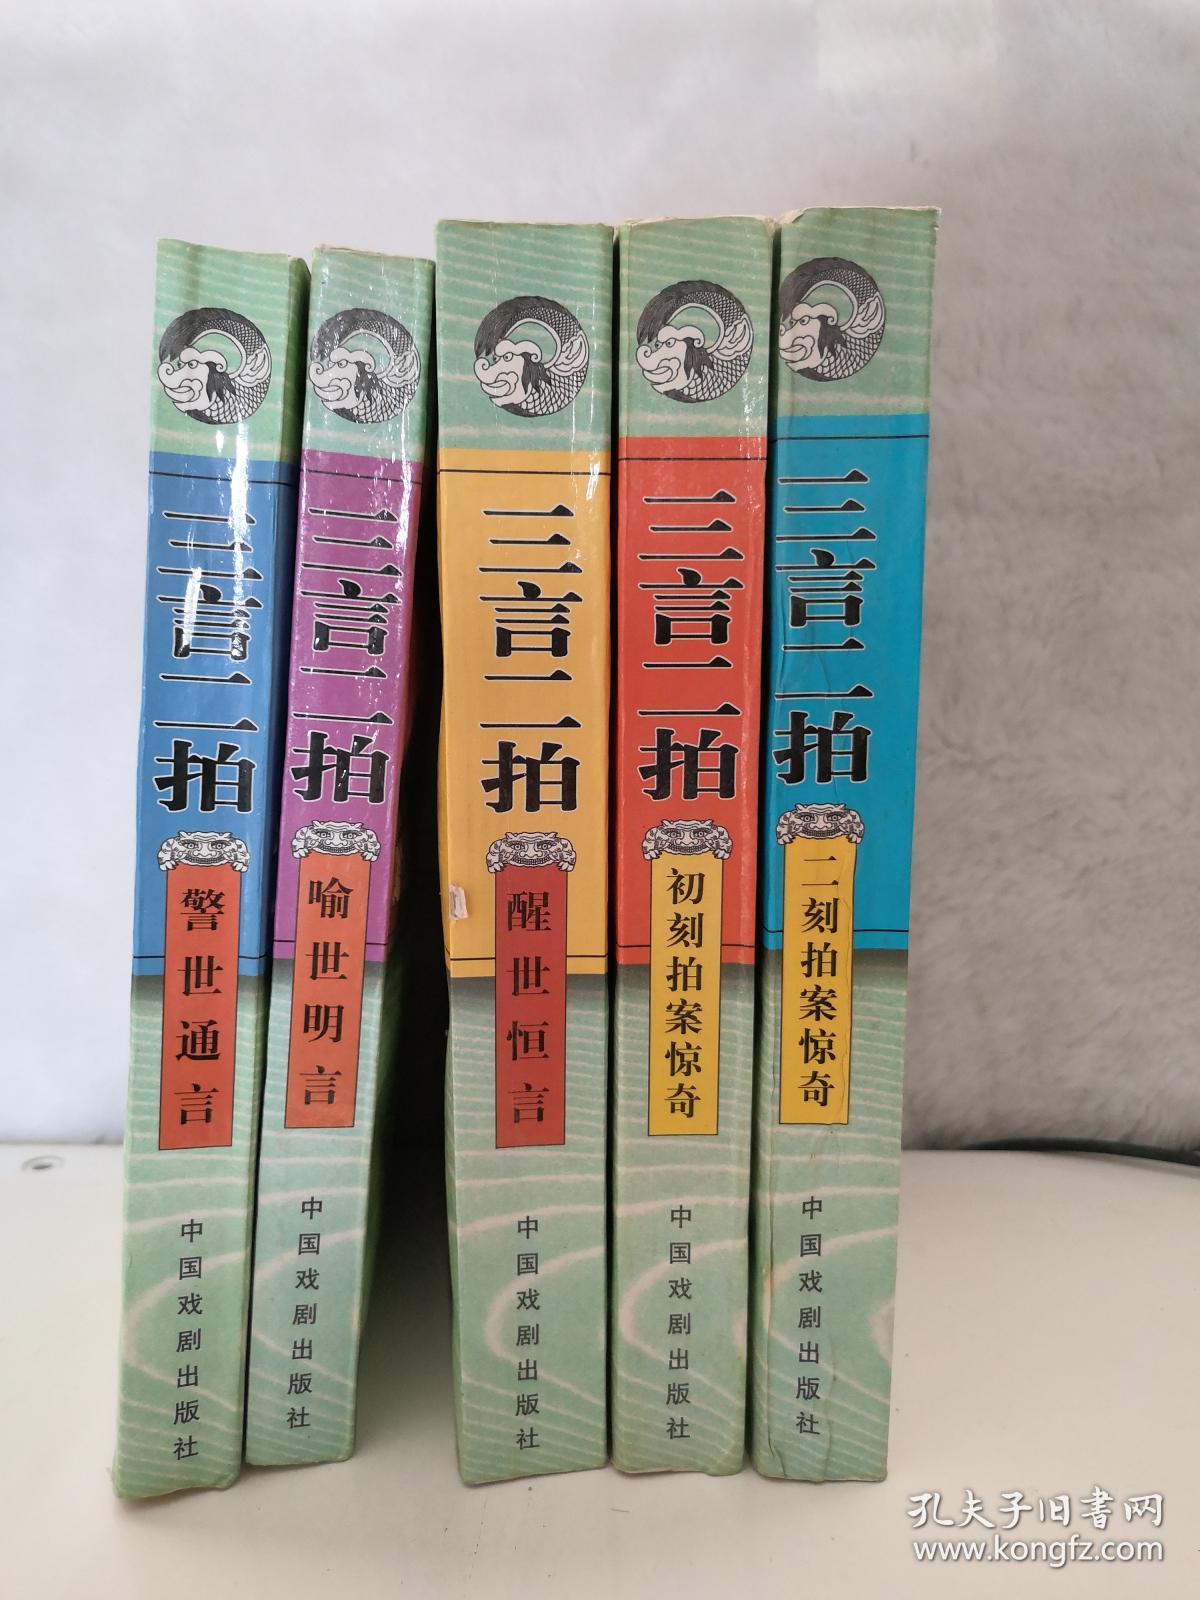 三言二拍
警世通言
中国戏剧出版社
三言二拍
喻世明言
中国戏剧出版社
三言二拍
醒世恒言
中国戏剧出版社
三言二拍
初刻拍案惊奇
中国戏剧出版社
三言二拍
二刻拍案惊奇
中国戏剧出版社
孔夫子旧书网
www.kongfz.com